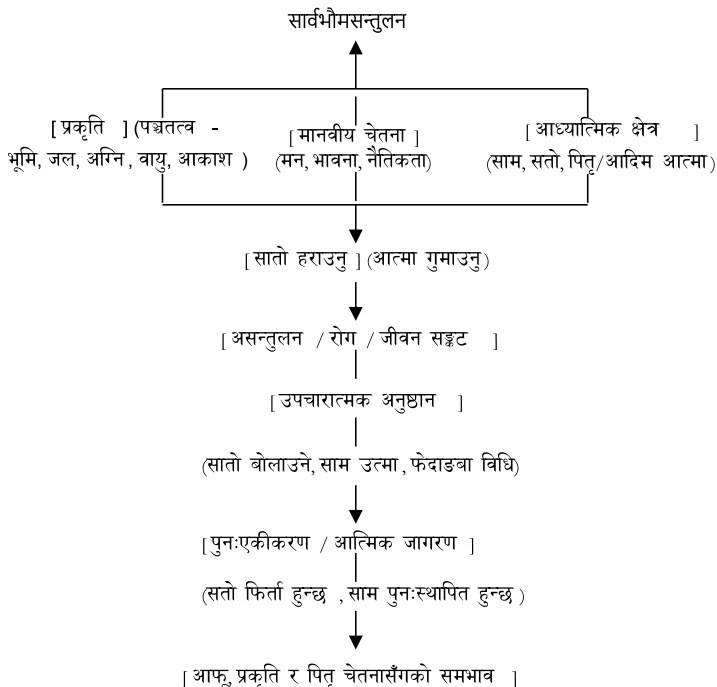 सार्वभौमसन्तुलन
[ प्रकृति ] (पञ्चतत्व -
भूमि, जल, अग्नि , वायु, आकाश )
[ मानवीय चेतना ]
(मन, भावना, नैतिकता)
[ आध्यात्मिक क्षेत्र ]
(साम, सतो, पितृ/आदिम आत्मा)
[ सातो हराउनु ] (आत्मा गुमाउनु)
[ असन्तुलन / रोग / जीवन सङ्कट ]
[ उपचारात्मक अनुष्ठान ]
(सातो बोलाउने, साम उत्मा , फेदाङबा विधि)
[ पुनःएकीकरण / आत्मिक जागरण ]
(सतो फिर्ता हुन्छ , साम पुनःस्थापित हुन्छ )
[ आफू, प्रकृति र पितृ चेतनासँगको समभाव ]